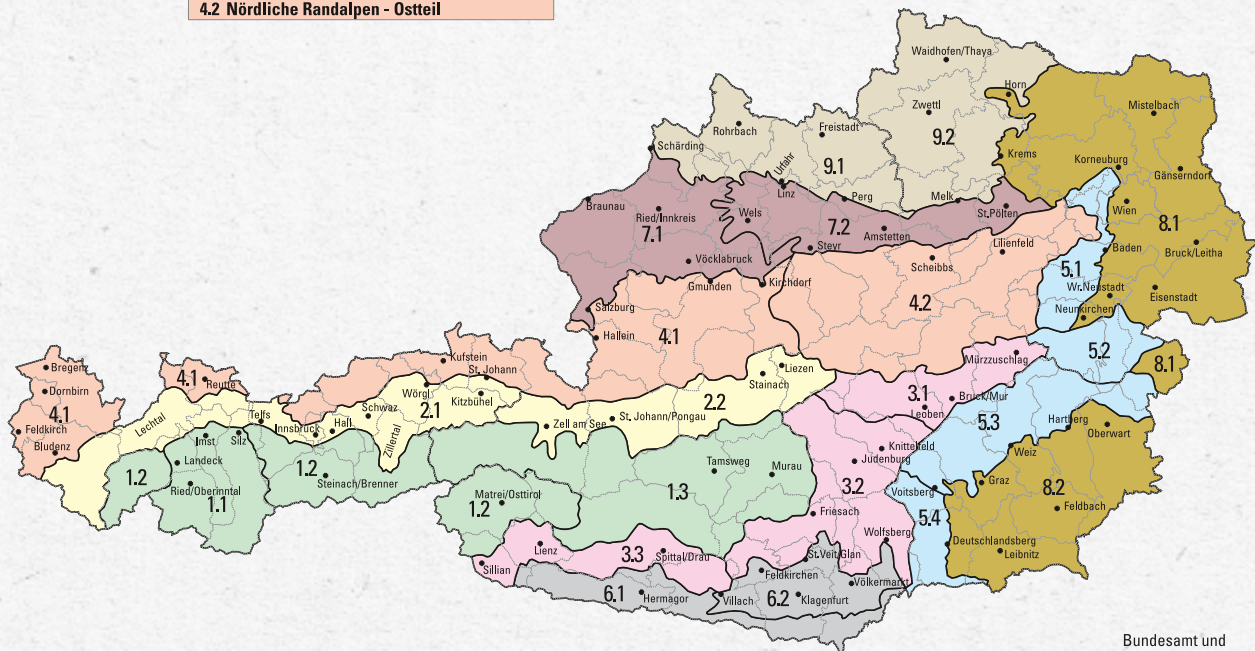 4.2 Nördliche Randalpen - Ostteil
Waidhofen/Thaya
Horn
Mistelbach
Zwettl
9.2
Rohrbach
Freistadt
Schärding
9.1
Krems
Korneuburg
Gänserndorf
Urfahr
Linz
Perg
Melk
St.Pölten
Wien
8.1
Braunau
Ried/Innkreis
7.1
Wels
7.2
Amstetten
Steyr
Lilienfeld
Baden
Bruck/Leitha
Vöcklabruck
Scheibbs
5.1
Gmunden
Kirchdorf
4.2
Wr.Neustadt
Eisenstadt
Neunkirchen
Salzburg
Hallein
4.1
Mürzzuschlag
5.2
8.1
Bregenz
Kufstein
St. Johann
Liezen
Stainach
Dornbirn
4.1
Reutte
Wörgl
Kitzbühel
3.1
Bruck/Mur
Leoben
4.1
Lechtal
Telfs
Schwaz
2.1
2.2
St. Johann/Pongau
Zell am See
Feldkirch
Bludenz
Innsbruck
Hall
Zillertal
Imst
Silz
5.3
Hartberg
Oberwart
Knittelfeld
Judenburg
Weiz
1.2
Landeck
1.2
Steinach/Brenner
Tamsweg
Murau
Ried/Oberinntal
1.1
Matrei/Osttirol
1.2
1.3
3.2
Voitsberg
Graz
8.2
Feldbach
Friesach
5.4
Wolfsberg
Deutschlandsberg
Leibnitz
Lienz
3.3
Spittal/Drau
St.Veit/Glan
Sillian
Feldkirchen
Völkermarkt
6.1
Hermagor
Villach
6.2
Klagenfurt
Bundesamt und